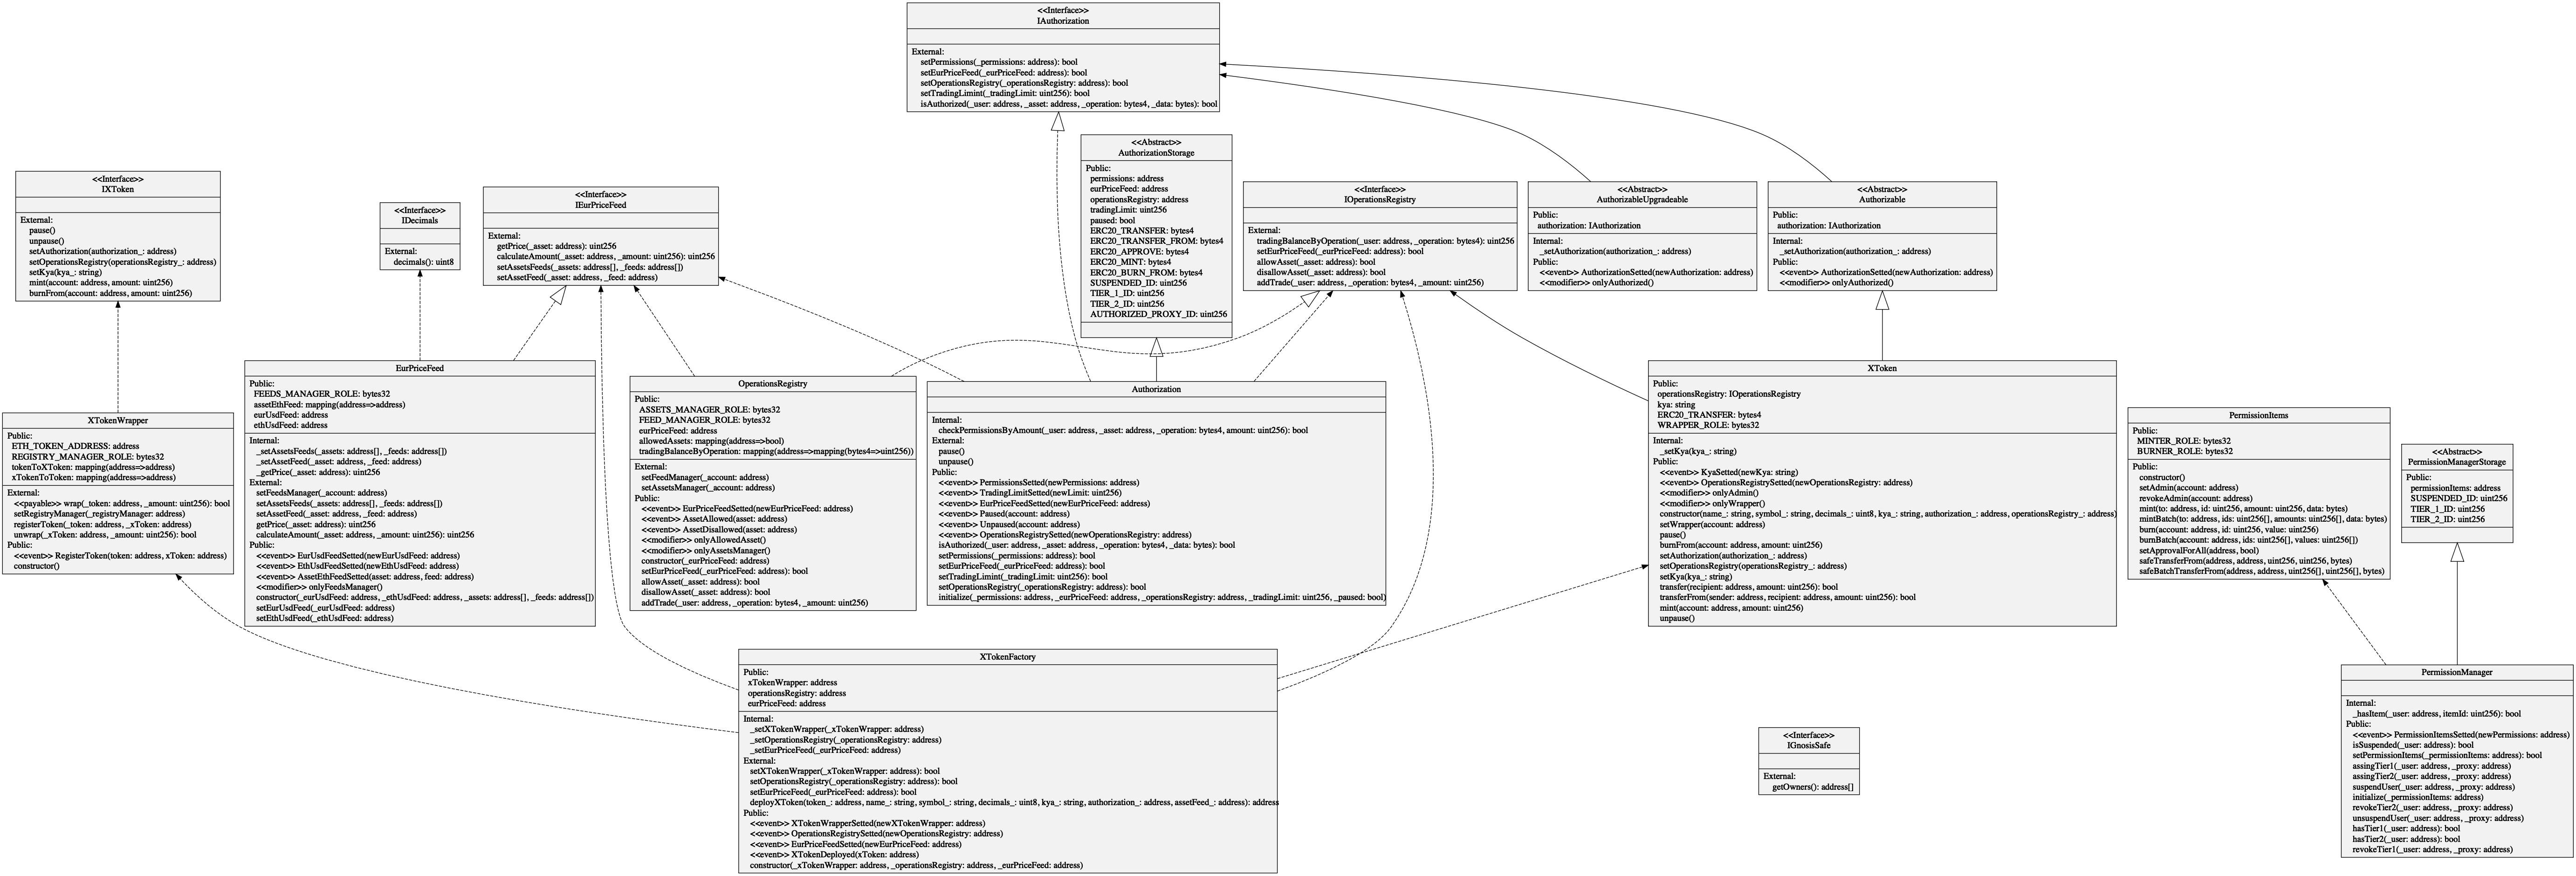 <<Interface>>
IAuthorization
External:
setPermissions(_permissions: address): bool
setEurPriceFeed(_eurPriceFeed: address): bool
setOperationsRegistry(_operationsRegistry: address): bool
setTradingLimint(_tradingLimit: uint256): bool
isAuthorized(_user: address, _asset: address, _operation: bytes4, _data: bytes): bool
<<Abstract>>
AuthorizationStorage
Public:
permissions: address
eurPriceFeed: address
operationsRegistry: address
tradingLimit: uint256
paused: bool
ERC20_TRANSFER: bytes4
ERC20_TRANSFER_FROM: bytes4
ERC20_APPROVE: bytes4
ERC20_MINT: bytes4
ERC20_BURN_FROM: bytes4
SUSPENDED_ID: uint256
TIER_1_ID: uint256
TIER_2_ID: uint256
AUTHORIZED_PROXY_ID: uint256
<<Interface>>
IXToken
External:
pause()
unpause()
setAuthorization(authorization_: address)
setOperationsRegistry(operationsRegistry_: address)
setKya(kya_: string)
mint(account: address, amount: uint256)
burnFrom(account: address, amount: uint256)
<<Interface>>
IDecimals
External:
decimals(): uint8
<<Interface>>
IEurPriceFeed
External:
getPrice(_asset: address): uint256
calculateAmount(_asset: address, _amount: uint256): uint256
setAssetsFeeds(_assets: address[], _feeds: address[])
setAssetFeed(_asset: address, _feed: address)
<<Interface>>
IOperationsRegistry
External:
tradingBalanceByOperation(_user: address, _operation: bytes4): uint256
setEurPriceFeed(_eurPriceFeed: address): bool
allowAsset(_asset: address): bool
disallowAsset(_asset: address): bool
addTrade(_user: address, _operation: bytes4, _amount: uint256)
<<Abstract>>
AuthorizableUpgradeable
Public:
authorization: IAuthorization
Internal:
_setAuthorization(authorization_: address)
Public:
<<event>> AuthorizationSetted(newAuthorization: address)
<<modifier>> onlyAuthorized()
<<Abstract>>
Authorizable
Public:
authorization: IAuthorization
Internal:
_setAuthorization(authorization_: address)
Public:
<<event>> AuthorizationSetted(newAuthorization: address)
<<modifier>> onlyAuthorized()
XTokenWrapper
Public:
ETH_TOKEN_ADDRESS: address
REGISTRY_MANAGER_ROLE: bytes32
tokenToXToken: mapping(address=>address)
xTokenToToken: mapping(address=>address)
External:
<<payable>> wrap(_token: address, _amount: uint256): bool
setRegistryManager(_registryManager: address)
registerToken(_token: address, _xToken: address)
unwrap(_xToken: address, _amount: uint256): bool
Public:
<<event>> RegisterToken(token: address, xToken: address)
constructor()
EurPriceFeed
Public:
FEEDS_MANAGER_ROLE: bytes32
assetEthFeed: mapping(address=>address)
eurUsdFeed: address
ethUsdFeed: address
Internal:
_setAssetsFeeds(_assets: address[], _feeds: address[])
_setAssetFeed(_asset: address, _feed: address)
_getPrice(_asset: address): uint256
External:
setFeedsManager(_account: address)
setAssetsFeeds(_assets: address[], _feeds: address[])
setAssetFeed(_asset: address, _feed: address)
getPrice(_asset: address): uint256
calculateAmount(_asset: address, _amount: uint256): uint256
Public:
<<event>> EurUsdFeedSetted(newEurUsdFeed: address)
<<event>> EthUsdFeedSetted(newEthUsdFeed: address)
<<event>> AssetEthFeedSetted(asset: address, feed: address)
<<modifier>> onlyFeedsManager()
constructor(_eurUsdFeed: address, _ethUsdFeed: address, _assets: address[], _feeds: address[])
setEurUsdFeed(_eurUsdFeed: address)
setEthUsdFeed(_ethUsdFeed: address)
OperationsRegistry
Public:
ASSETS_MANAGER_ROLE: bytes32
FEED_MANAGER_ROLE: bytes32
eurPriceFeed: address
allowedAssets: mapping(address=>bool)
tradingBalanceByOperation: mapping(address=>mapping(bytes4=>uint256))
External:
setFeedManager(_account: address)
setAssetsManager(_account: address)
Public:
<<event>> EurPriceFeedSetted(newEurPriceFeed: address)
<<event>> AssetAllowed(asset: address)
<<event>> AssetDisallowed(asset: address)
<<modifier>> onlyAllowedAsset()
<<modifier>> onlyAssetsManager()
constructor(_eurPriceFeed: address)
setEurPriceFeed(_eurPriceFeed: address): bool
allowAsset(_asset: address): bool
disallowAsset(_asset: address): bool
addTrade(_user: address, _operation: bytes4, _amount: uint256)
Authorization
Internal:
checkPermissionsByAmount(_user: address, _asset: address, _operation: bytes4, amount: uint256): bool
External:
pause()
unpause()
Public:
<<event>> PermissionsSetted(newPermissions: address)
<<event>> TradingLimitSetted(newLimit: uint256)
<<event>> EurPriceFeedSetted(newEurPriceFeed: address)
<<event>> Paused(account: address)
<<event>> Unpaused(account: address)
<<event>> OperationsRegistrySetted(newOperationsRegistry: address)
isAuthorized(_user: address, _asset: address, _operation: bytes4, _data: bytes): bool
setPermissions(_permissions: address): bool
setEurPriceFeed(_eurPriceFeed: address): bool
setTradingLimint(_tradingLimit: uint256): bool
setOperationsRegistry(_operationsRegistry: address): bool
initialize(_permissions: address, _eurPriceFeed: address, _operationsRegistry: address, _tradingLimit: uint256, _paused: bool)
XToken
Public:
operationsRegistry: IOperationsRegistry
kya: string
ERC20_TRANSFER: bytes4
WRAPPER_ROLE: bytes32
Internal:
_setKya(kya_: string)
Public:
<<event>> KyaSetted(newKya: string)
<<event>> OperationsRegistrySetted(newOperationsRegistry: address)
<<modifier>> onlyAdmin()
<<modifier>> onlyWrapper()
constructor(name_: string, symbol_: string, decimals_: uint8, kya_: string, authorization_: address, operationsRegistry_: address)
setWrapper(account: address)
pause()
burnFrom(account: address, amount: uint256)
setAuthorization(authorization_: address)
setOperationsRegistry(operationsRegistry_: address)
setKya(kya_: string)
transfer(recipient: address, amount: uint256): bool
transferFrom(sender: address, recipient: address, amount: uint256): bool
mint(account: address, amount: uint256)
unpause()
PermissionItems
Public:
MINTER_ROLE: bytes32
BURNER_ROLE: bytes32
Public:
constructor()
setAdmin(account: address)
revokeAdmin(account: address)
mint(to: address, id: uint256, amount: uint256, data: bytes)
mintBatch(to: address, ids: uint256[], amounts: uint256[], data: bytes)
burn(account: address, id: uint256, value: uint256)
burnBatch(account: address, ids: uint256[], values: uint256[])
setApprovalForAll(address, bool)
safeTransferFrom(address, address, uint256, uint256, bytes)
safeBatchTransferFrom(address, address, uint256[], uint256[], bytes)
<<Abstract>>
PermissionManagerStorage
Public:
permissionItems: address
SUSPENDED_ID: uint256
TIER_1_ID: uint256
TIER_2_ID: uint256
XTokenFactory
Public:
xTokenWrapper: address
operationsRegistry: address
eurPriceFeed: address
Internal:
_setXTokenWrapper(_xTokenWrapper: address)
_setOperationsRegistry(_operationsRegistry: address)
_setEurPriceFeed(_eurPriceFeed: address)
External:
setXTokenWrapper(_xTokenWrapper: address): bool
setOperationsRegistry(_operationsRegistry: address): bool
setEurPriceFeed(_eurPriceFeed: address): bool
deployXToken(token_: address, name_: string, symbol_: string, decimals_: uint8, kya_: string, authorization_: address, assetFeed_: address): address
Public:
<<event>> XTokenWrapperSetted(newXTokenWrapper: address)
<<event>> OperationsRegistrySetted(newOperationsRegistry: address)
<<event>> EurPriceFeedSetted(newEurPriceFeed: address)
<<event>> XTokenDeployed(xToken: address)
constructor(_xTokenWrapper: address, _operationsRegistry: address, _eurPriceFeed: address)
<<Interface>>
IGnosisSafe
External:
getOwners(): address[]
PermissionManager
Internal:
_hasItem(_user: address, itemId: uint256): bool
Public:
<<event>> PermissionItemsSetted(newPermissions: address)
isSuspended(_user: address): bool
setPermissionItems(_permissionItems: address): bool
assingTier1(_user: address, _proxy: address)
assingTier2(_user: address, _proxy: address)
suspendUser(_user: address, _proxy: address)
initialize(_permissionItems: address)
revokeTier2(_user: address, _proxy: address)
unsuspendUser(_user: address, _proxy: address)
hasTier1(_user: address): bool
hasTier2(_user: address): bool
revokeTier1(_user: address, _proxy: address)